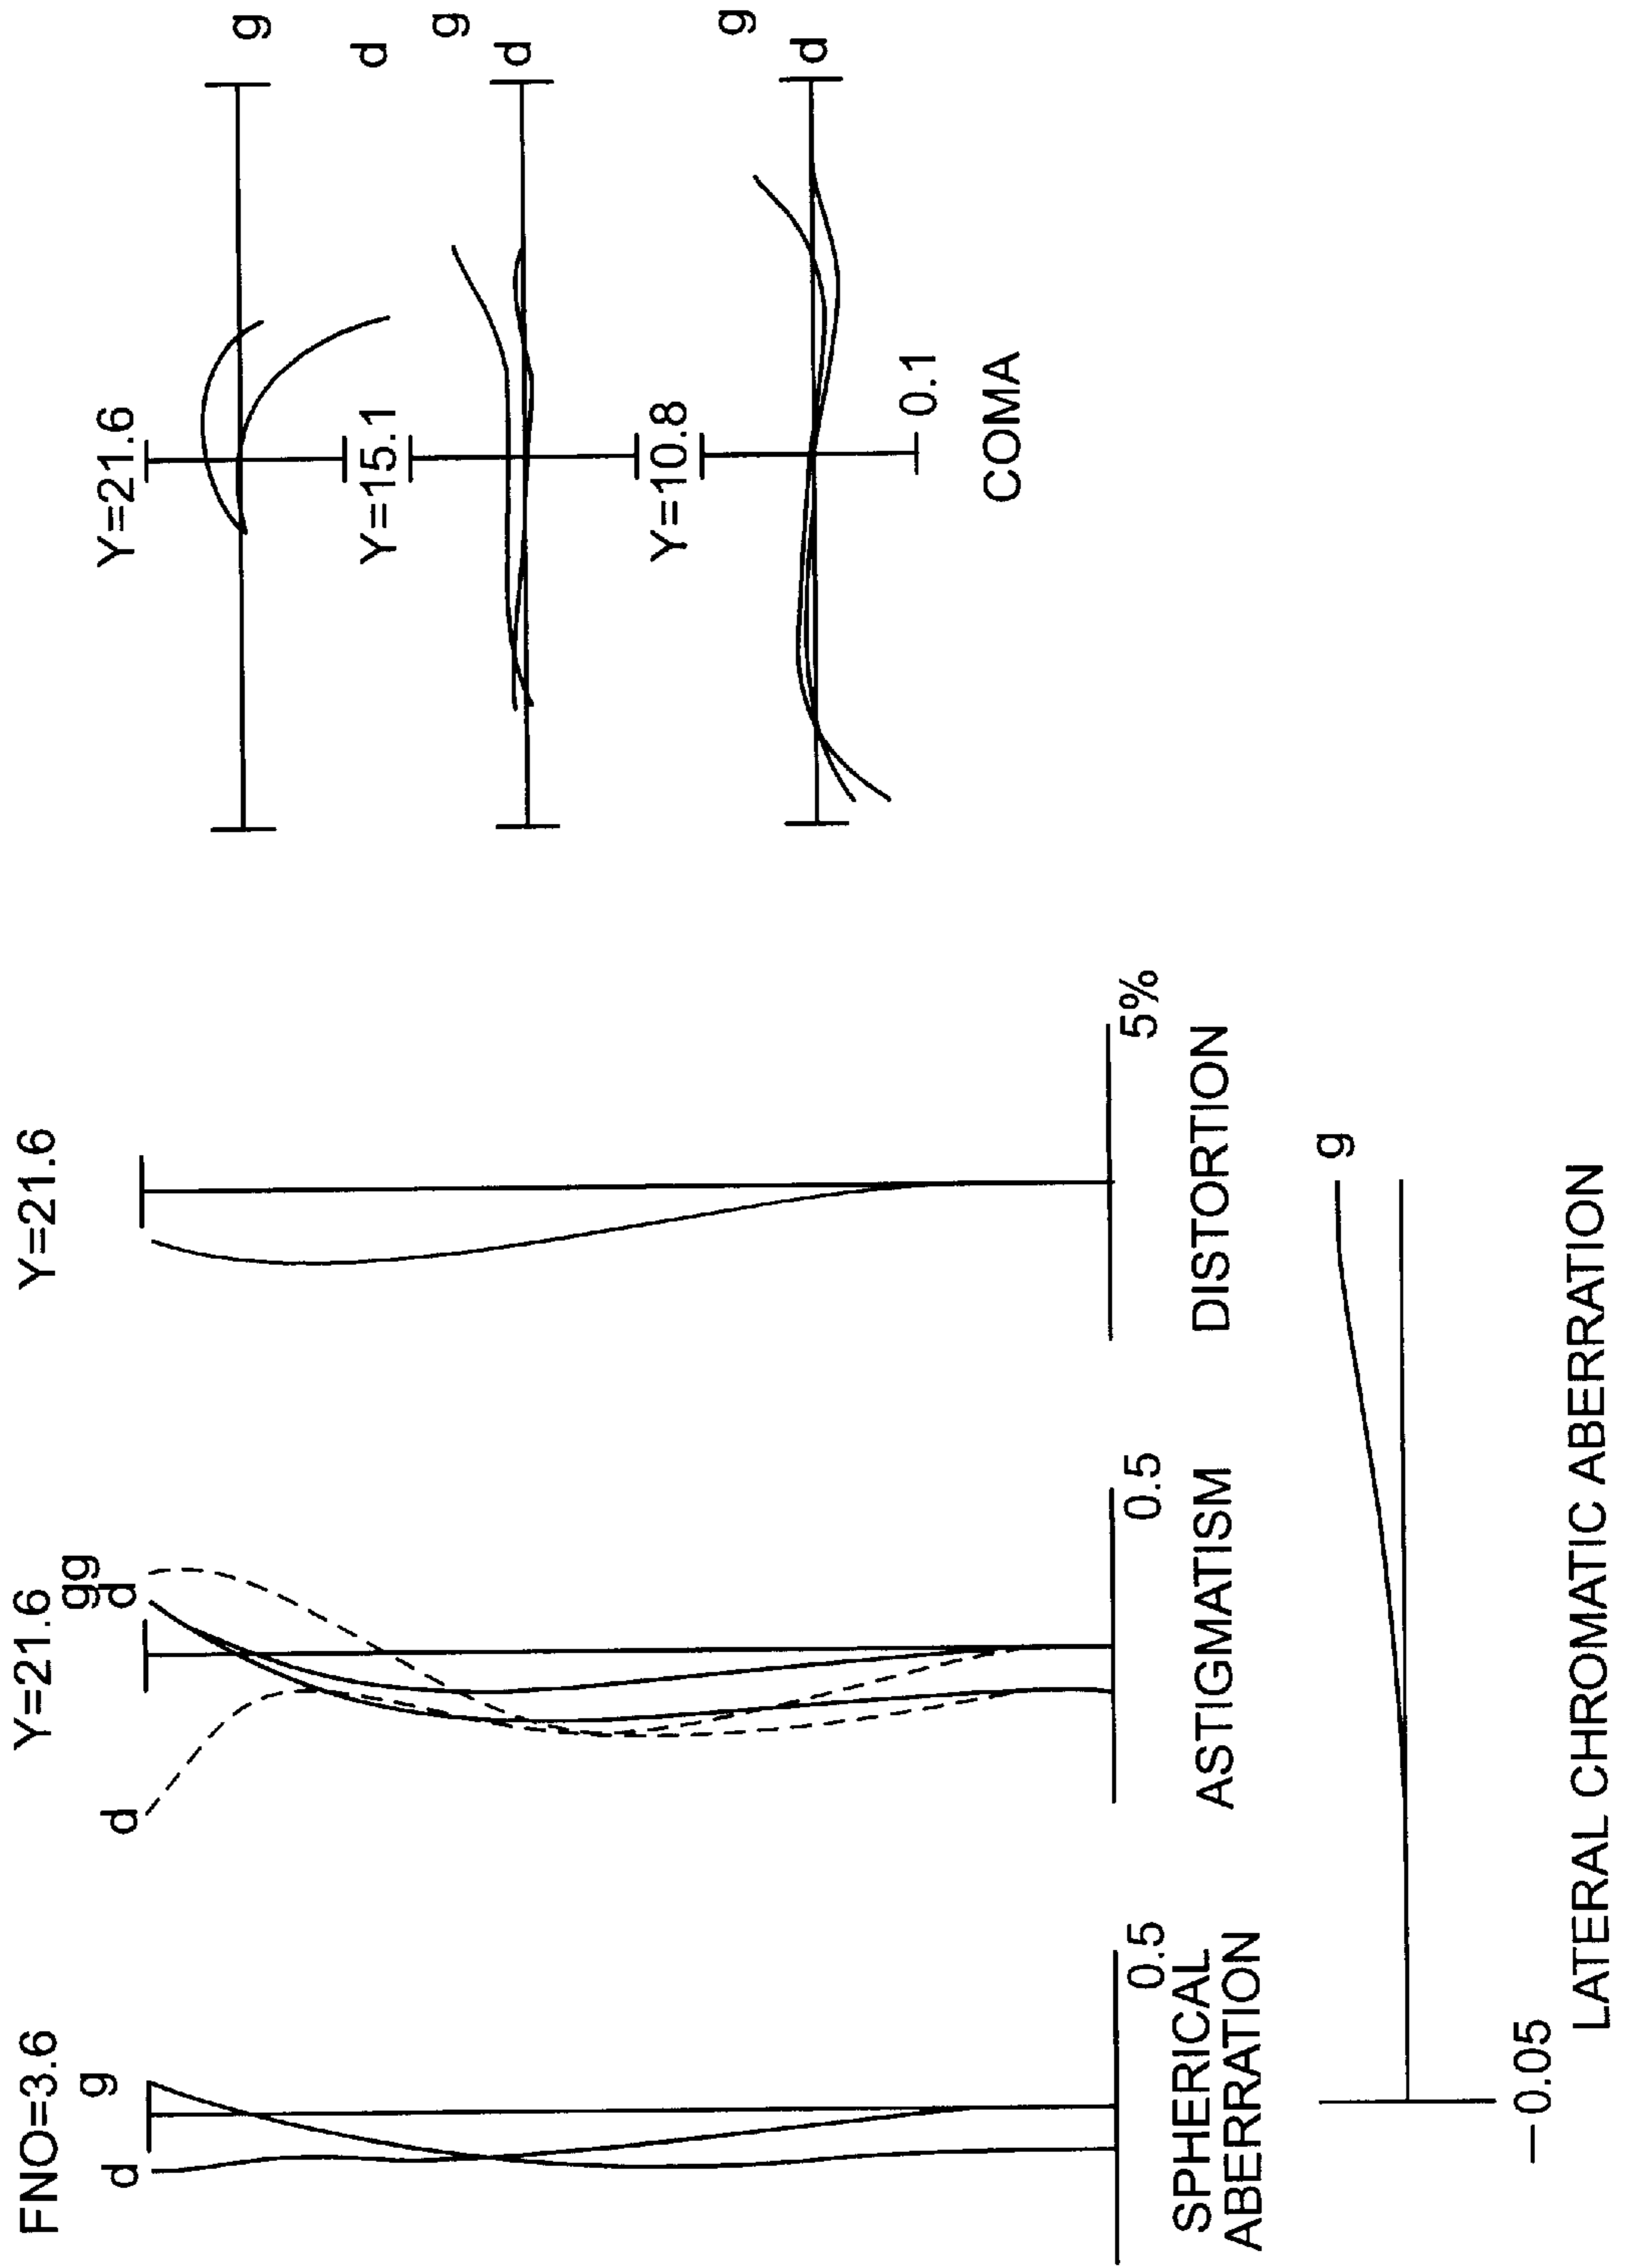 FNO=3.6
g
d
0.5
SPHERICAL
ABERRATION
Y=21.6
gg
d
d
0.5
ASTIGMATISM
Y=21.6
5%
DISTORTION
Y=21.6
g
d
Y=15.1
g
d
Y=10.8
g
d
0.1
COMA
g
−0.05
LATERAL CHROMATIC ABERRATION